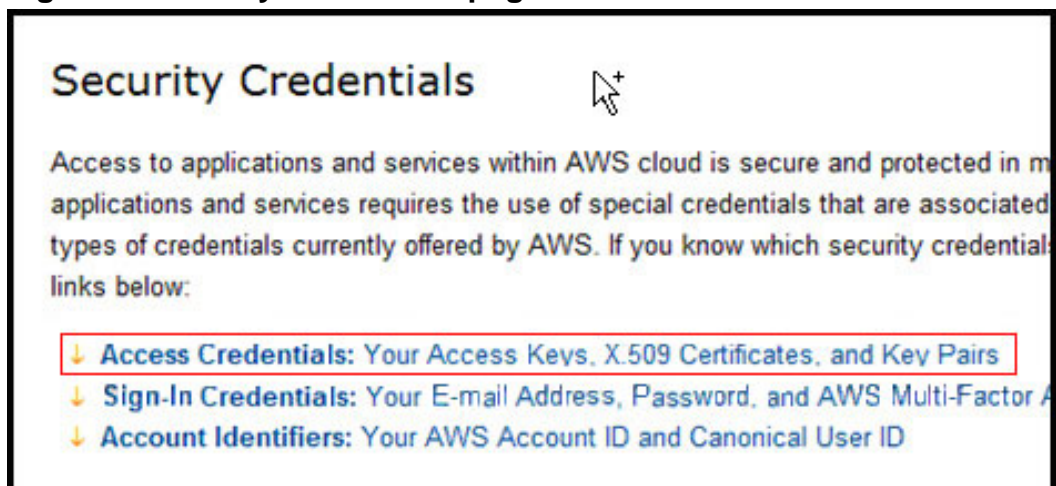 Security Credentials
Access to applications and services within AWS cloud is secure and protected in m
applications and services requires the use of special credentials that are associated
types of credentials currently offered by AWS. If you know which security credentials
links below:
↓ Access Credentials: Your Access Keys, X.509 Certificates, and Key Pairs
↓ Sign-In Credentials: Your E-mail Address, Password, and AWS Multi-Factor A
↓ Account Identifiers: Your AWS Account ID and Canonical User ID